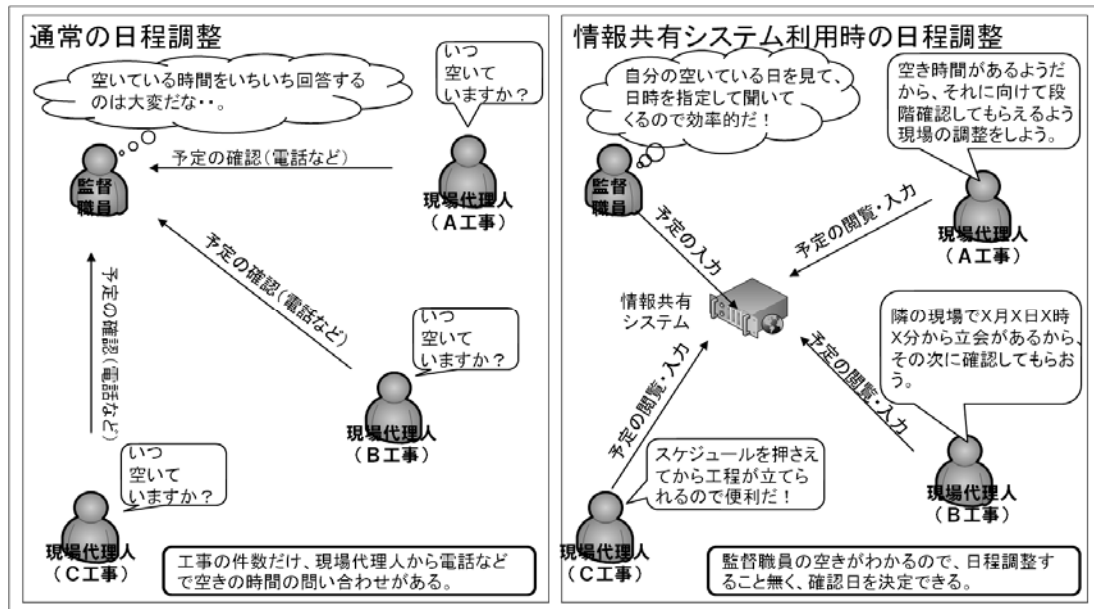 通常の日程調整
いつ
空いて
いますか？
空いている時間をいちいち回答する
のは大変だな・・。
予定の確認（電話など）
監督
職員
現場代理人
（A工事）
予定の確認（電話など）
予定の確認（電話など）
いつ
空いて
いますか？
現場代理人
（B工事）
いつ
空いて
いますか？
現場代理人
（C工事）
工事の件数だけ、現場代理人から電話など
で空きの時間の問い合わせがある。
情報共有システム利用時の日程調整
自分の空いている日を見て、
日時を指定して聞いて
くるので効率的だ！
空き時間があるようだ
から、それに向けて段
階確認してもらえるよう
現場の調整をしよう。
監督
職員
予定の入力
予定の閲覧・入力
現場代理人
（A工事）
情報共有
システム
隣の現場でX月X日X時
X分から立会があるから、
その次に確認してもらお
う。
予定の閲覧・入力
予定の閲覧・入力
現場代理人
（B工事）
スケジュールを押さえ
てから工程が立てら
れるので便利だ！
現場代理人
（C工事）
監督職員の空きがわかるので、日程調整す
ること無く、確認日を決定できる。